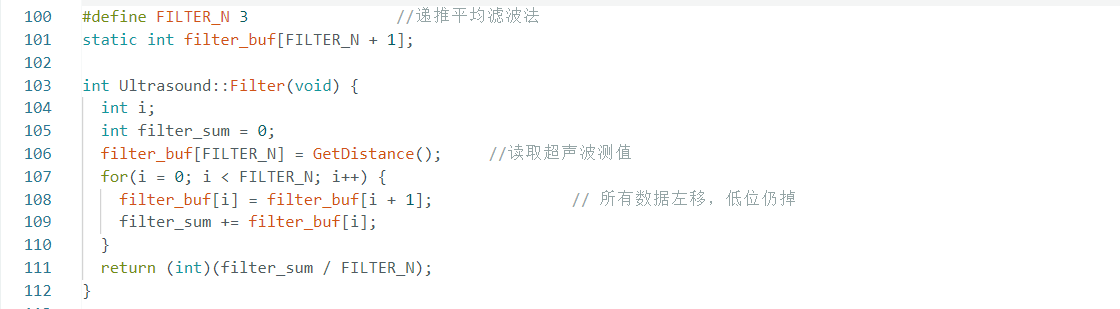 100 #define FILTER_N 3 //递推平均滤波法
101 static int filter_buf[FILTER_N + 1];
102
103 int Ultrasound::Filter(void) {
104 int i;
105 int filter_sum = 0;
106 filter_buf[FILTER_N] = GetDistance(); //读取超声波测值
107 for(i = 0; i < FILTER_N; i++) {
108 filter_buf[i] = filter_buf[i + 1]; // 所有数据左移，低位仍掉
109 filter_sum += filter_buf[i];
110 }
111 return (int)(filter_sum / FILTER_N);
112 }